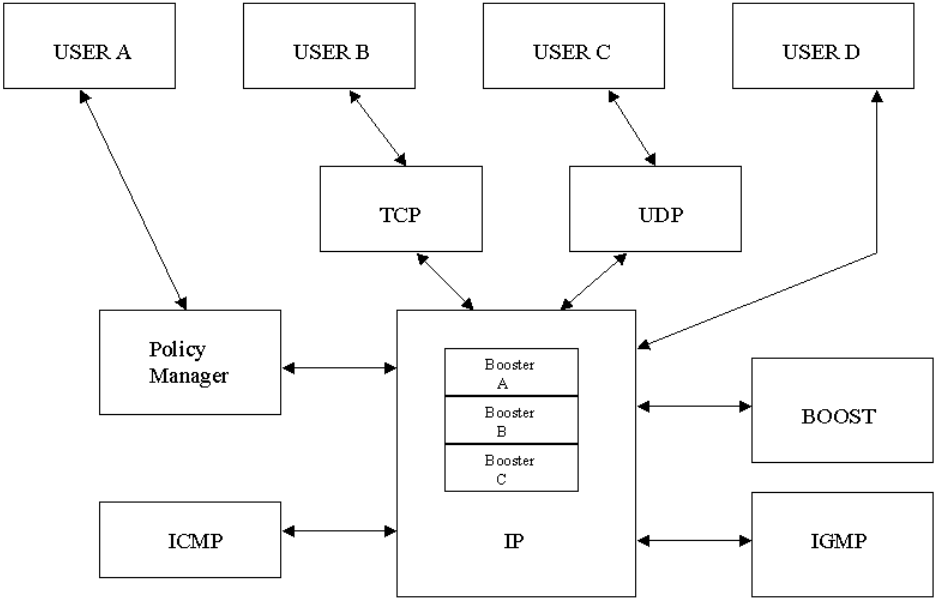 USER A
USER B
USER C
USER D
TCP
UDP
Policy
Manager
Booster
A
Booster
B
Booster
C
BOOST
ICMP
IP
IGMP